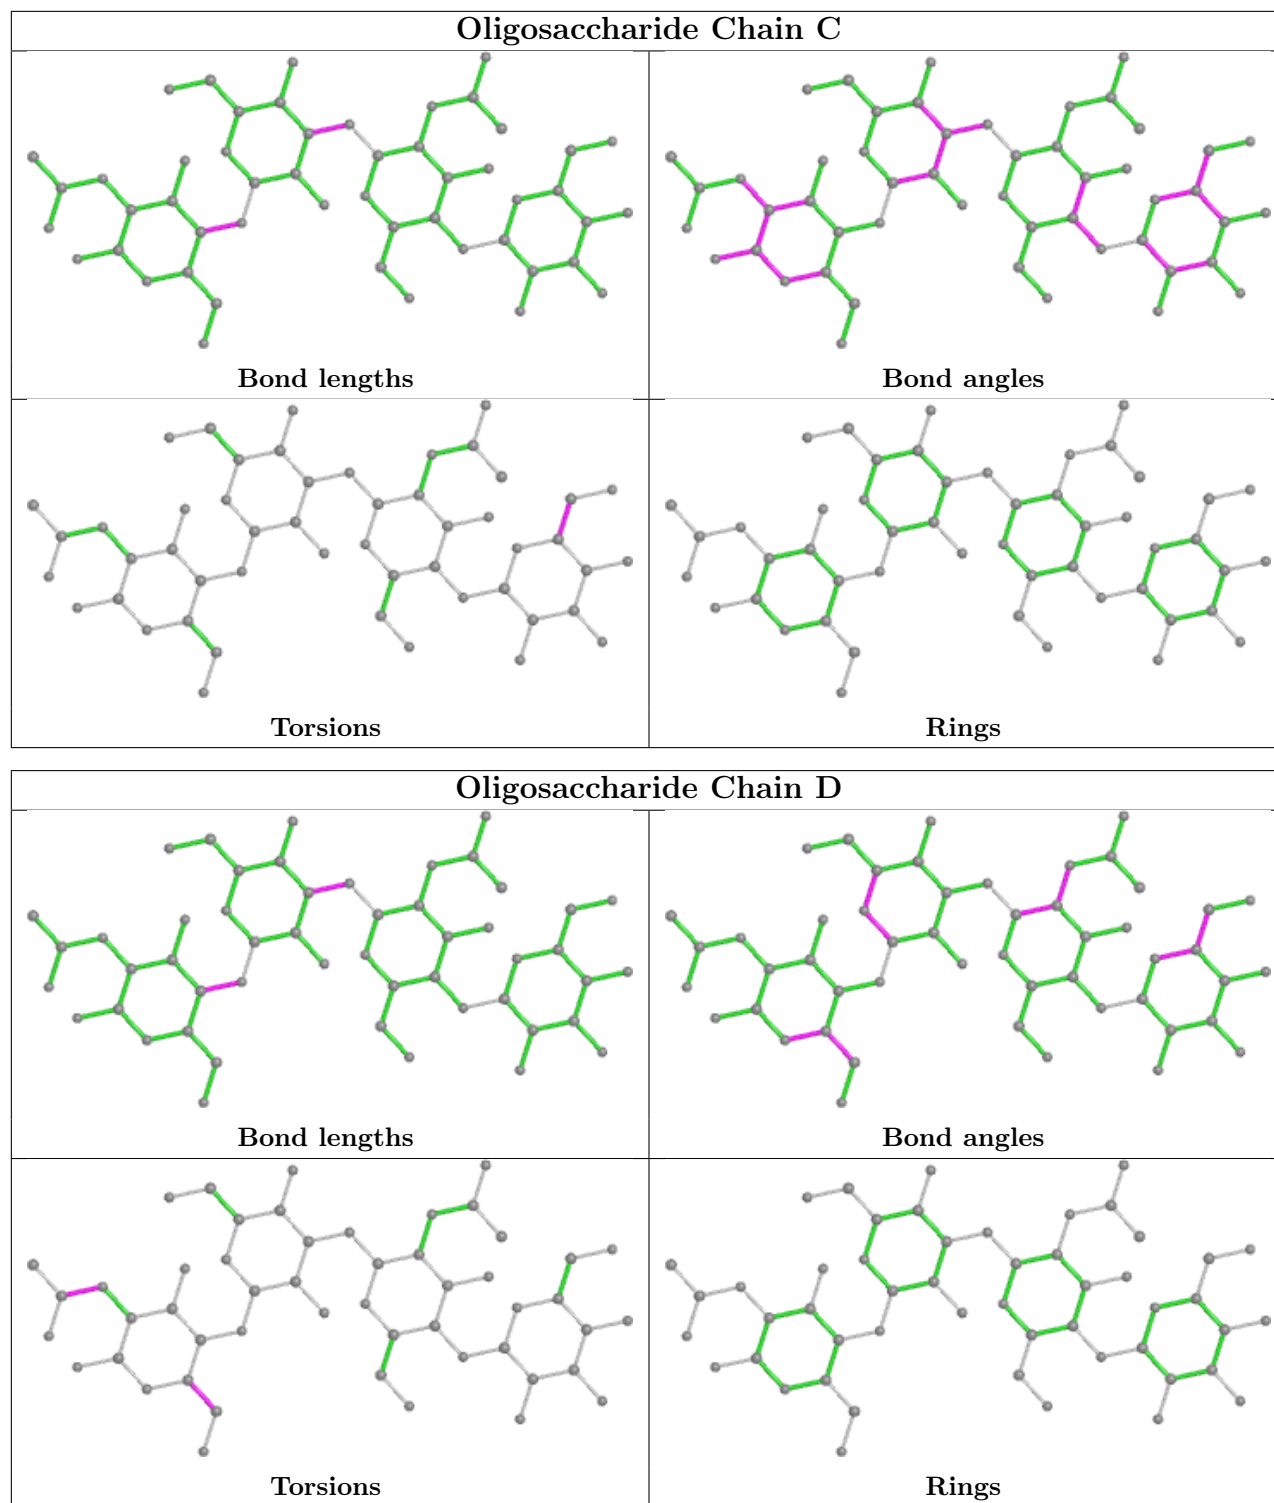 Oligosaccharide Chain C
Bond lengths
Bond angles
Torsions
Rings
Oligosaccharide Chain D
Bond lengths
Bond angles
Torsions
Rings